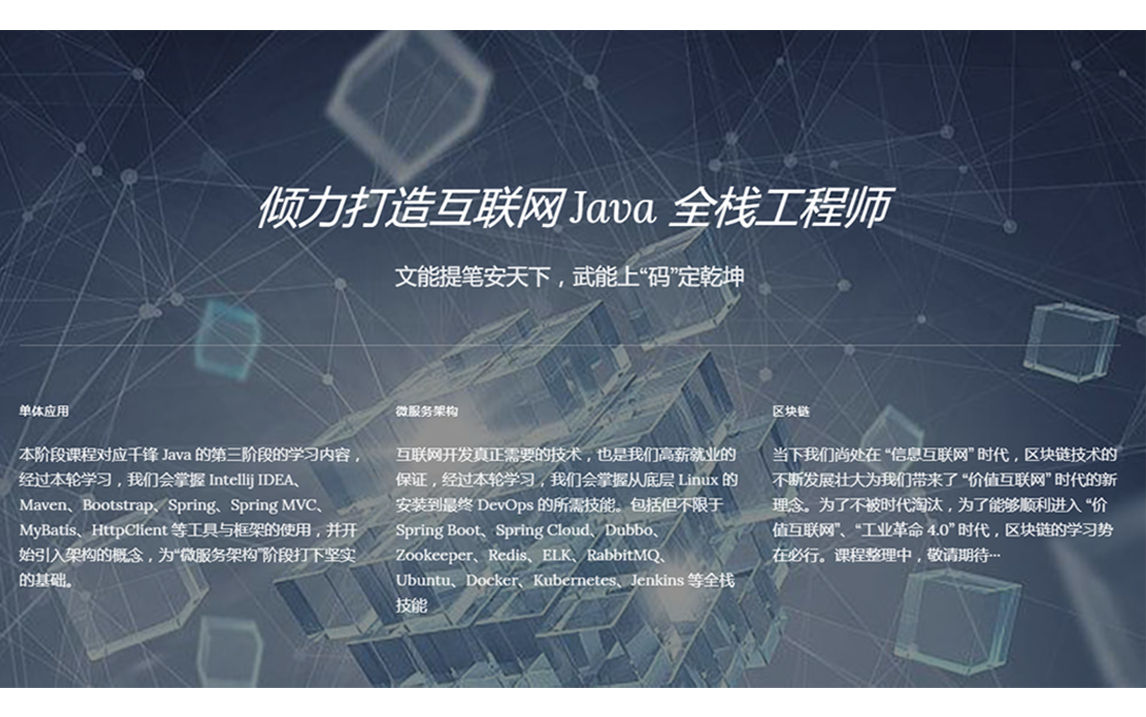 倾力打造互联网 Java 全栈工程师
文能提笔安天下，武能上“码”定乾坤
单体应用
本阶段课程对应千锋 Java 的第三阶段的学习内容，
经过本轮学习，我们会掌握 Intellij IDEA、
Maven、Bootstrap、Spring、Spring MVC、
MyBatis、HttpClient 等工具与框架的使用，并开
始引入架构的概念，为“微服务架构”阶段打下坚实
的基础。
微服务架构
互联网开发真正需要的技术，也是我们高薪就业的
保证，经过本轮学习，我们会掌握从底层 Linux 的
安装到最终 DevOps 的所需技能。包括但不限于
Spring Boot、Spring Cloud、Dubbo、
Zookeeper、Redis、ELK、RabbitMQ、
Ubuntu、Docker、Kubernetes、Jenkins 等全栈
技能
区块链
当下我们尚处在 “信息互联网” 时代，区块链技术的
不断发展壮大为我们带来了 “价值互联网” 时代的新
理念。为了不被时代淘汰，为了能够顺利进入 “价
值互联网”、“工业革命 4.0” 时代，区块链的学习势
在必行。课程整理中，敬请期待…